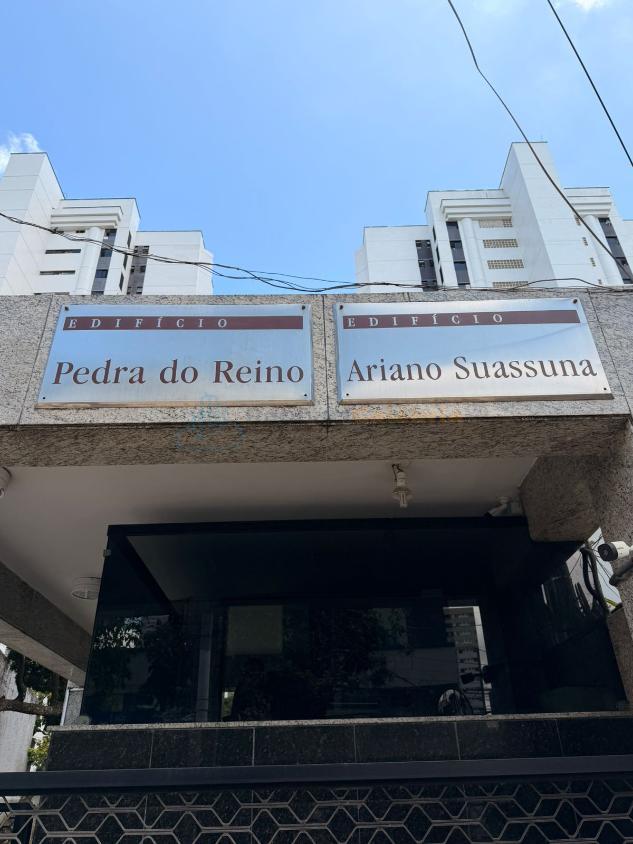 EDIFÍCIO
Pedra do Reino
EDIFÍCIO
Ariano Suassuna